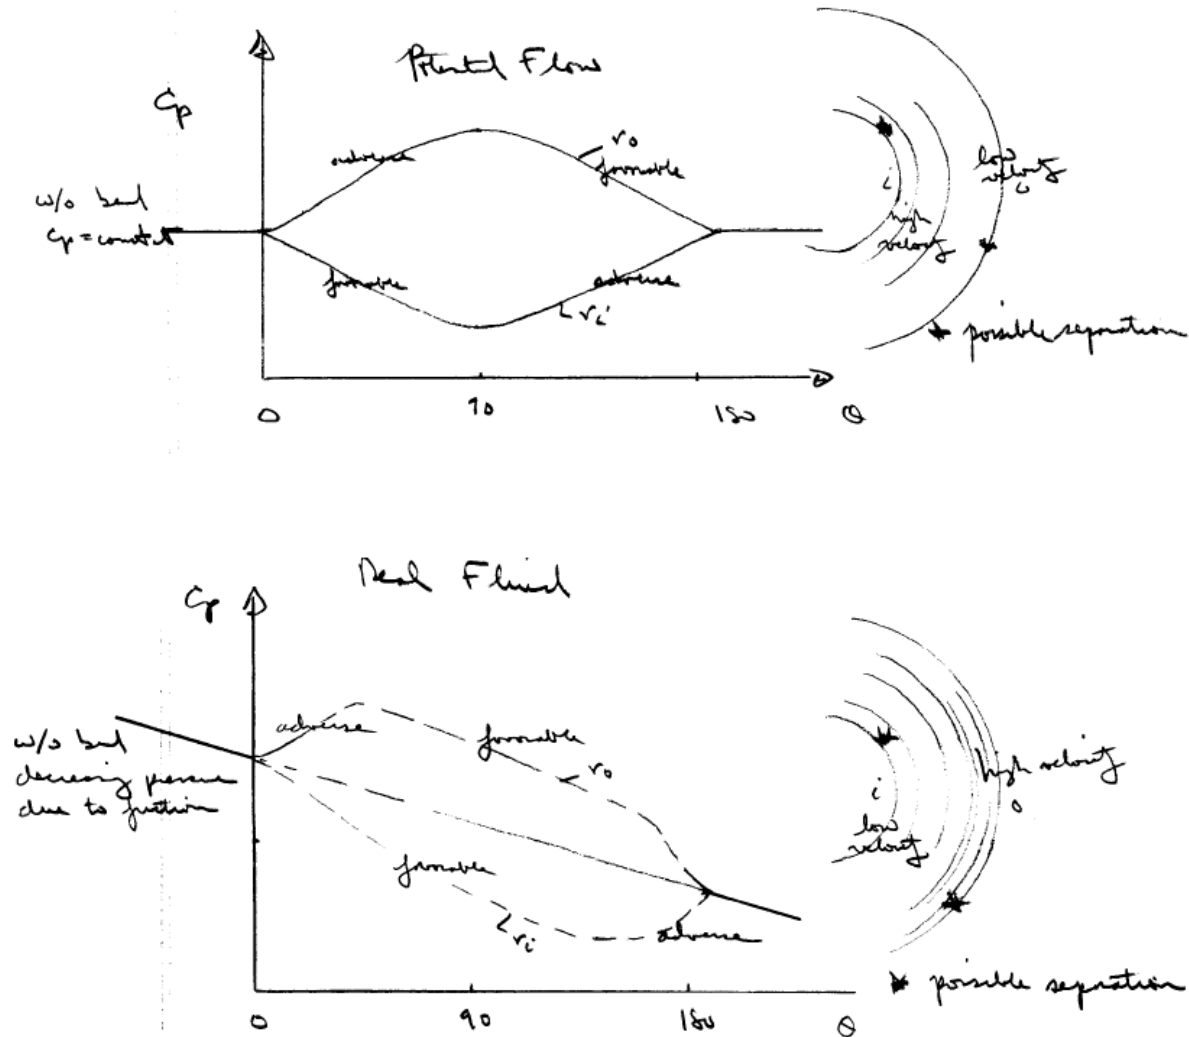 Potential Flow
Cp
r₀
adverse
favorable
low
velocity
o
w/o bend
Cp = constant
i
high
velocity
favorable
adverse
rᵢ
★ possible separation
0
90
180
θ
Real Fluid
Cp
adverse
favorable
w/o bend
decreasing pressure
due to friction
r₀
high velocity
o
i
low
velocity
favorable
rᵢ
adverse
★ possible separation
0
90
180
θ